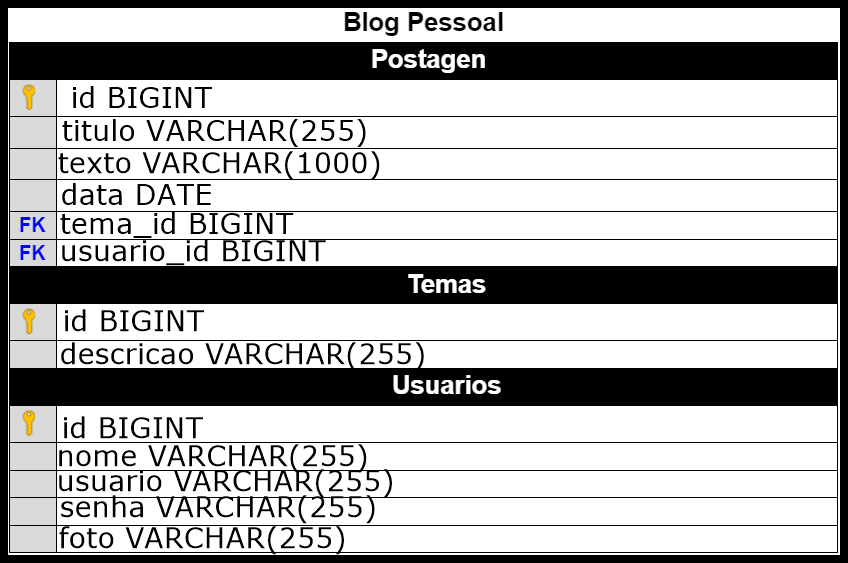 Blog Pessoal
Postagen
id BIGINT
titulo VARCHAR(255)
texto VARCHAR(1000)
data DATE
FK tema_id BIGINT
FK usuario_id BIGINT
Temas
id BIGINT
descricao VARCHAR(255)
Usuarios
id BIGINT
nome VARCHAR(255)
usuario VARCHAR(255)
senha VARCHAR(255)
foto VARCHAR(255)